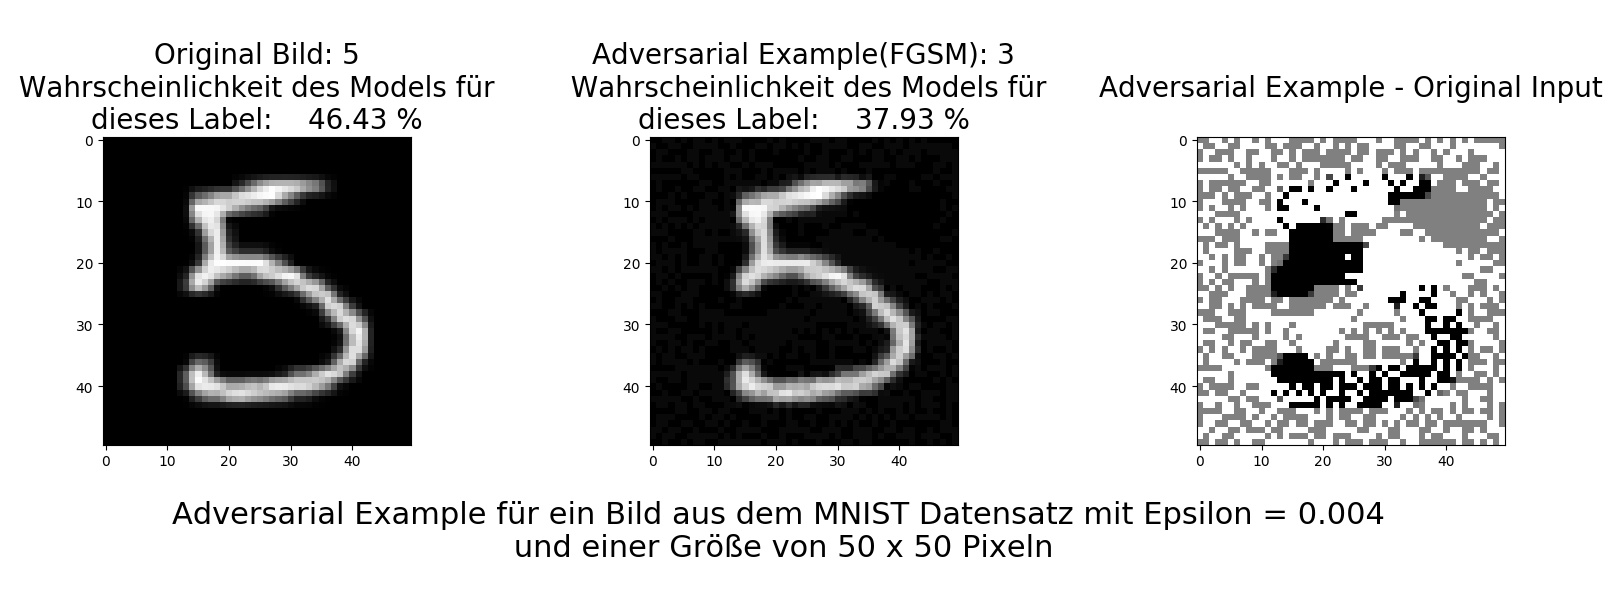 Original Bild: 5
Wahrscheinlichkeit des Models für
dieses Label:    46.43 %
Adversarial Example(FGSM): 3
Wahrscheinlichkeit des Models für
dieses Label:    37.93 %
Adversarial Example - Original Input
0
10
20
30
40
0 10 20 30 40
0
10
20
30
40
0 10 20 30 40
0
10
20
30
40
0 10 20 30 40
5
5
Adversarial Example für ein Bild aus dem MNIST Datensatz mit Epsilon = 0.004
und einer Größe von 50 x 50 Pixeln